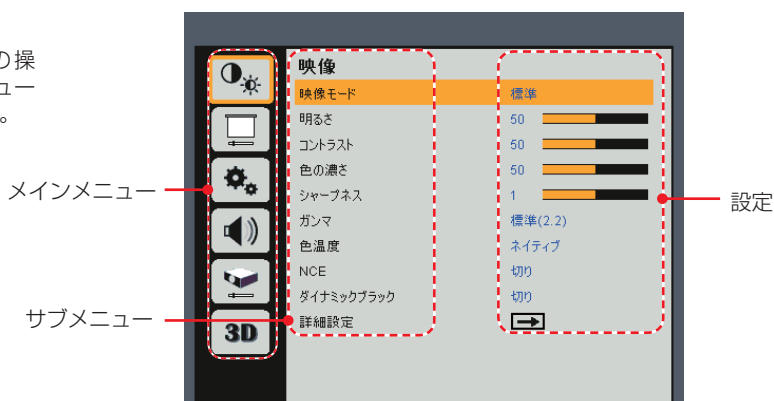 の操
ュー
。
メインメニュー
サブメニュー
設定
3D
映像
映像モード 標準
明るさ 50
コントラスト 50
色の濃さ 50
シャープネス 1
ガンマ 標準(2.2)
色温度 ネイティブ
NCE 切り
ダイナミックブラック 切り
詳細設定